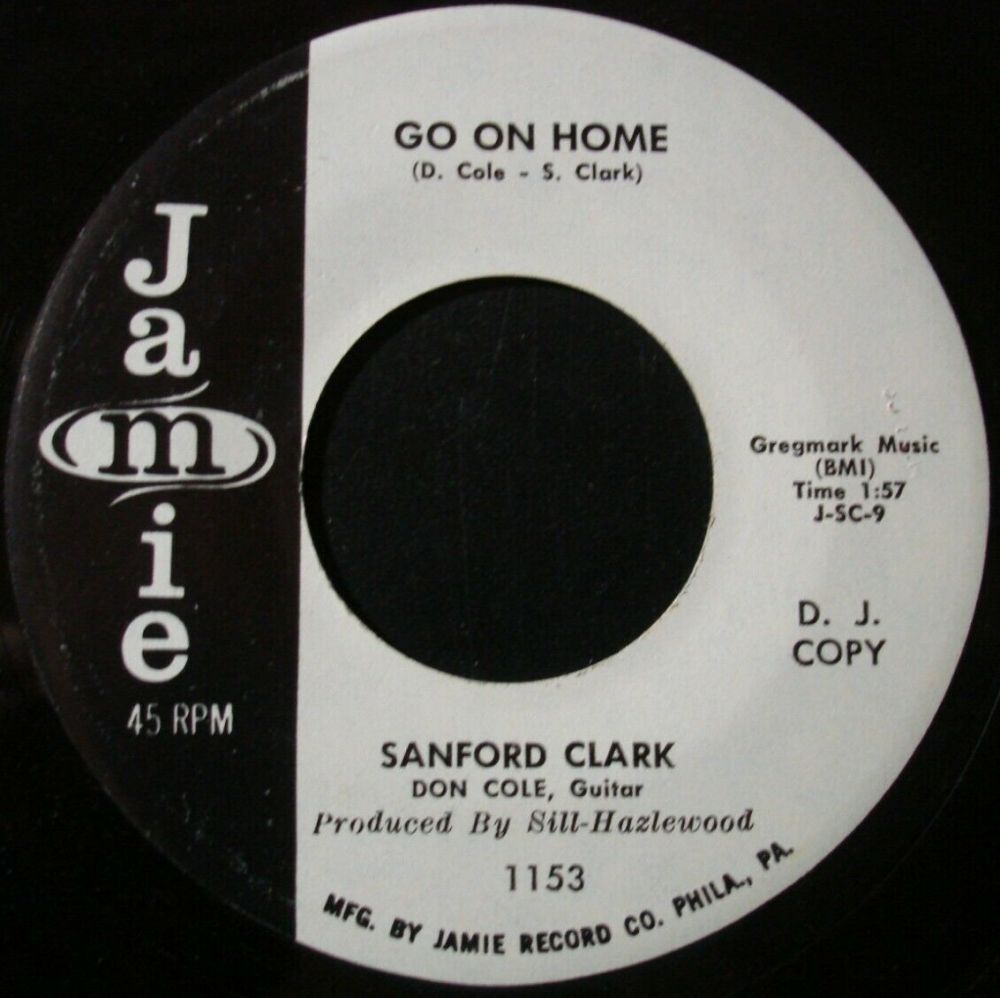 GO ON HOME
(D. Cole - S. Clark)
Jamie
45 RPM
Gregmark Music
(BMI)
Time 1:57
J-SC-9
D. J.
COPY
SANFORD CLARK
DON COLE, Guitar
Produced By Sill-Hazlewood
1153
MFG. BY JAMIE RECORD CO. PHILA., PA.